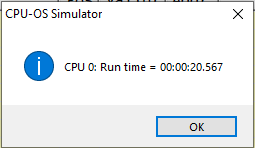 CPU-OS Simulator
CPU 0: Run time = 00:00:20.567
OK